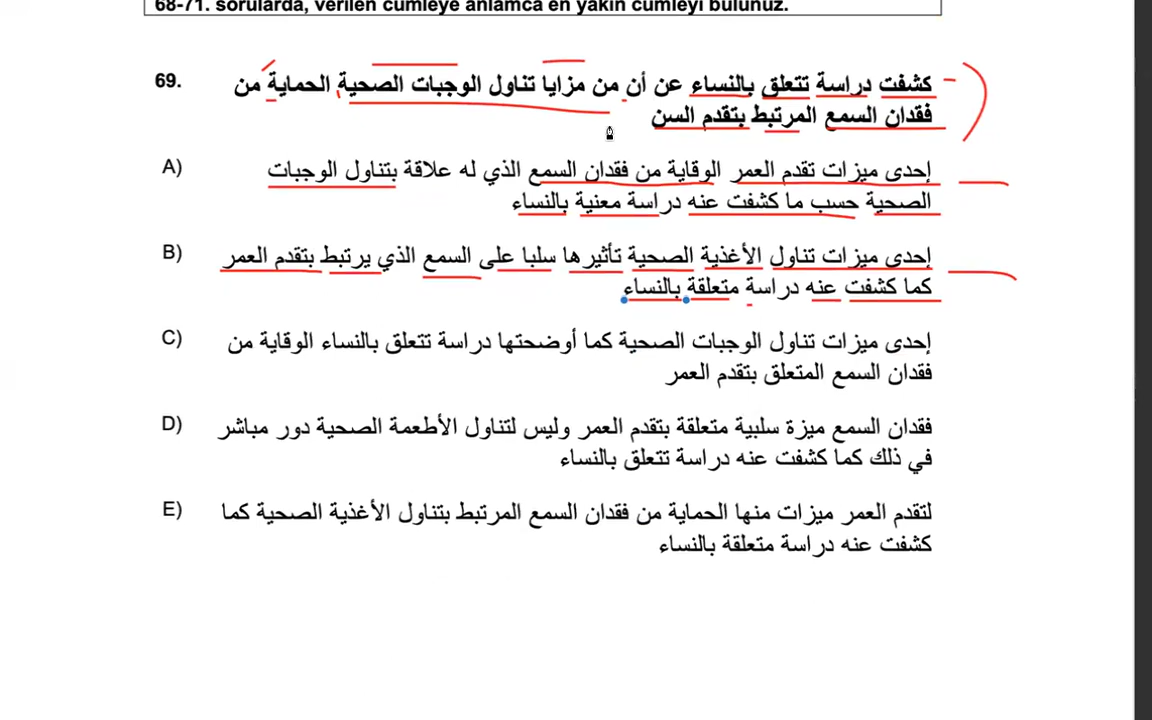 68-71. sorularda, verilen cümleye anlamca en yakın cümleyi bulunuz.
69. كشفت دراسة تتعلق بالنساء عن أن من مزايا تناول الوجبات الصحية الحماية من
فقدان السمع المرتبط بتقدم السن
A) إحدى ميزات تقدم العمر الوقاية من فقدان السمع الذي له علاقة بتناول الوجبات
الصحية حسب ما كشفت عنه دراسة معنية بالنساء
B) إحدى ميزات تناول الأغذية الصحية تأثيرها سلبا على السمع الذي يرتبط بتقدم العمر
كما كشفت عنه دراسة متعلقة بالنساء
C) إحدى ميزات تناول الوجبات الصحية كما أوضحتها دراسة تتعلق بالنساء الوقاية من
فقدان السمع المتعلق بتقدم العمر
D) فقدان السمع ميزة سلبية متعلقة بتقدم العمر وليس لتناول الأطعمة الصحية دور مباشر
في ذلك كما كشفت عنه دراسة تتعلق بالنساء
E) لتقدم العمر ميزات منها الحماية من فقدان السمع المرتبط بتناول الأغذية الصحية كما
كشفت عنه دراسة متعلقة بالنساء